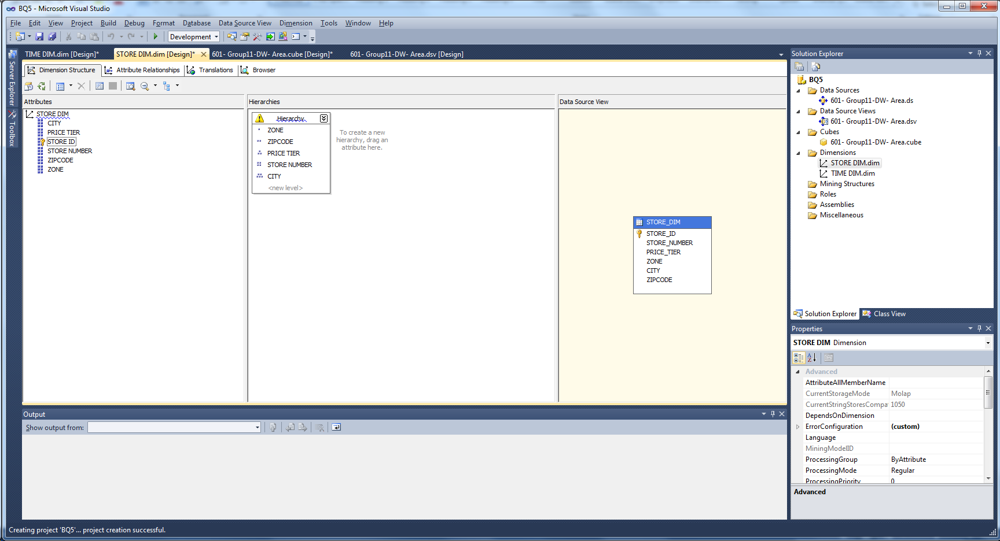 BQ5 - Microsoft Visual Studio
File Edit View Project Build Debug Format Database Data Source View Dimension Tools Window Help
Development
Server Explorer
Toolbox
TIME DIM.dim [Design]* STORE DIM.dim [Design]* 601- Group11-DW- Area.cube [Design]* 601- Group11-DW- Area.dsv [Design]
Dimension Structure Attribute Relationships Translations Browser
Attributes
STORE DIM
CITY
PRICE TIER
STORE ID
STORE NUMBER
ZIPCODE
ZONE
Hierarchies
Hierarchy
ZONE
ZIPCODE
PRICE TIER
STORE NUMBER
CITY
<new level>
To create a new
hierarchy, drag an
attribute here.
Data Source View
STORE_DIM
STORE_ID
STORE_NUMBER
PRICE_TIER
ZONE
CITY
ZIPCODE
Output
Show output from:
Solution Explorer
BQ5
Data Sources
601- Group11-DW- Area.ds
Data Source Views
601- Group11-DW- Area.dsv
Cubes
601- Group11-DW- Area.cube
Dimensions
STORE DIM.dim
TIME DIM.dim
Mining Structures
Roles
Assemblies
Miscellaneous
Solution Explorer Class View
Properties
STORE DIM Dimension
Advanced
AttributeAllMemberName
CurrentStorageMode Molap
CurrentStringStoresCompa 1050
DependsOnDimension
ErrorConfiguration (custom)
Language
MiningModelID
ProcessingGroup ByAttribute
ProcessingMode Regular
ProcessingPriority 0
Advanced
Creating project 'BQ5'... project creation successful.